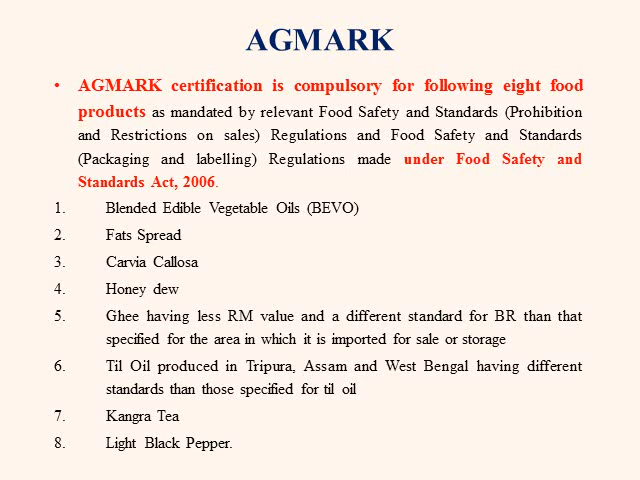 AGMARK
• AGMARK certification is compulsory for following eight food
products as mandated by relevant Food Safety and Standards (Prohibition
and Restrictions on sales) Regulations and Food Safety and Standards
(Packaging and labelling) Regulations made under Food Safety and
Standards Act, 2006.
1. Blended Edible Vegetable Oils (BEVO)
2. Fats Spread
3. Carvia Callosa
4. Honey dew
5. Ghee having less RM value and a different standard for BR than that
specified for the area in which it is imported for sale or storage
6. Til Oil produced in Tripura, Assam and West Bengal having different
standards than those specified for til oil
7. Kangra Tea
8. Light Black Pepper.